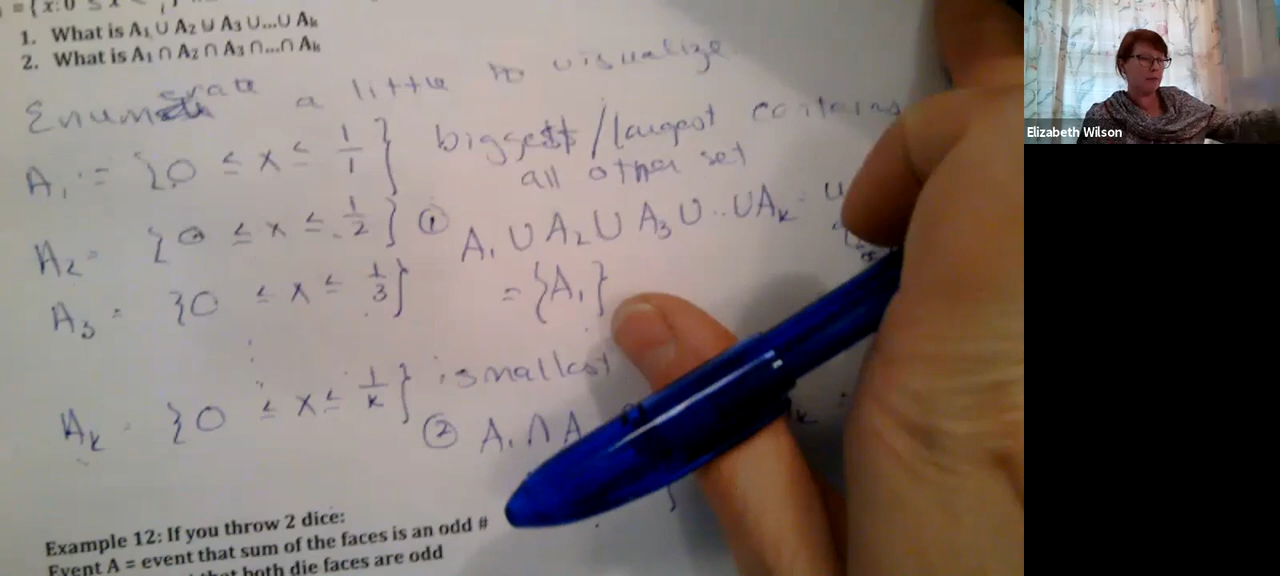 = {x: 0 ≤ x
1. What is A₁ ∪ A₂ ∪ A₃ ∪...∪ Aₖ
2. What is A₁ ∩ A₂ ∩ A₃ ∩...∩ Aₖ
Enumerate a little to visualize
A₁ = {0 ≤ x ≤ 1/1} biggest/largest contains
all other set
A₂ = {0 ≤ x ≤ 1/2} ① A₁ ∪ A₂ ∪ A₃ ∪ .. ∪ Aₖ =
A₃ = {0 ≤ x ≤ 1/3} = {A₁}
⋮
Aₖ = {0 ≤ x ≤ 1/k} is smallest
② A₁ ∩ A
Example 12: If you throw 2 dice:
Event A = event that sum of the faces is an odd #
that both die faces are odd
Elizabeth Wilson